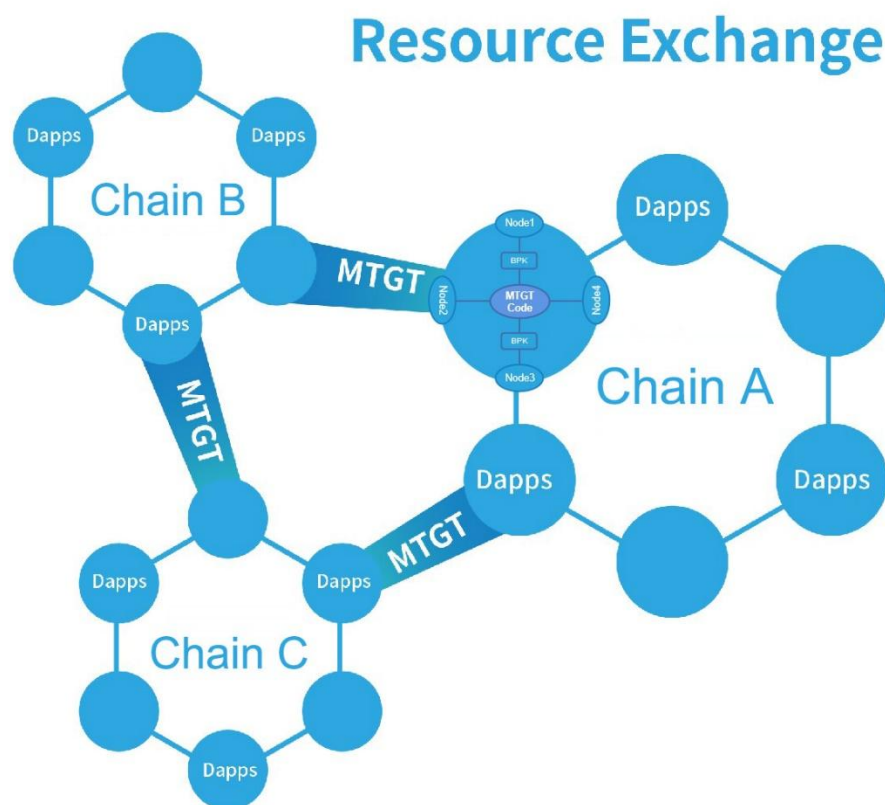 Resource Exchange
Dapps
Dapps
Chain B
Dapps
MTGT
MTGT
Node1
BPK
Node2
MTGT
Code
Node4
BPK
Node3
Dapps
Chain A
Dapps
Dapps
MTGT
Dapps
Dapps
Chain C
Dapps